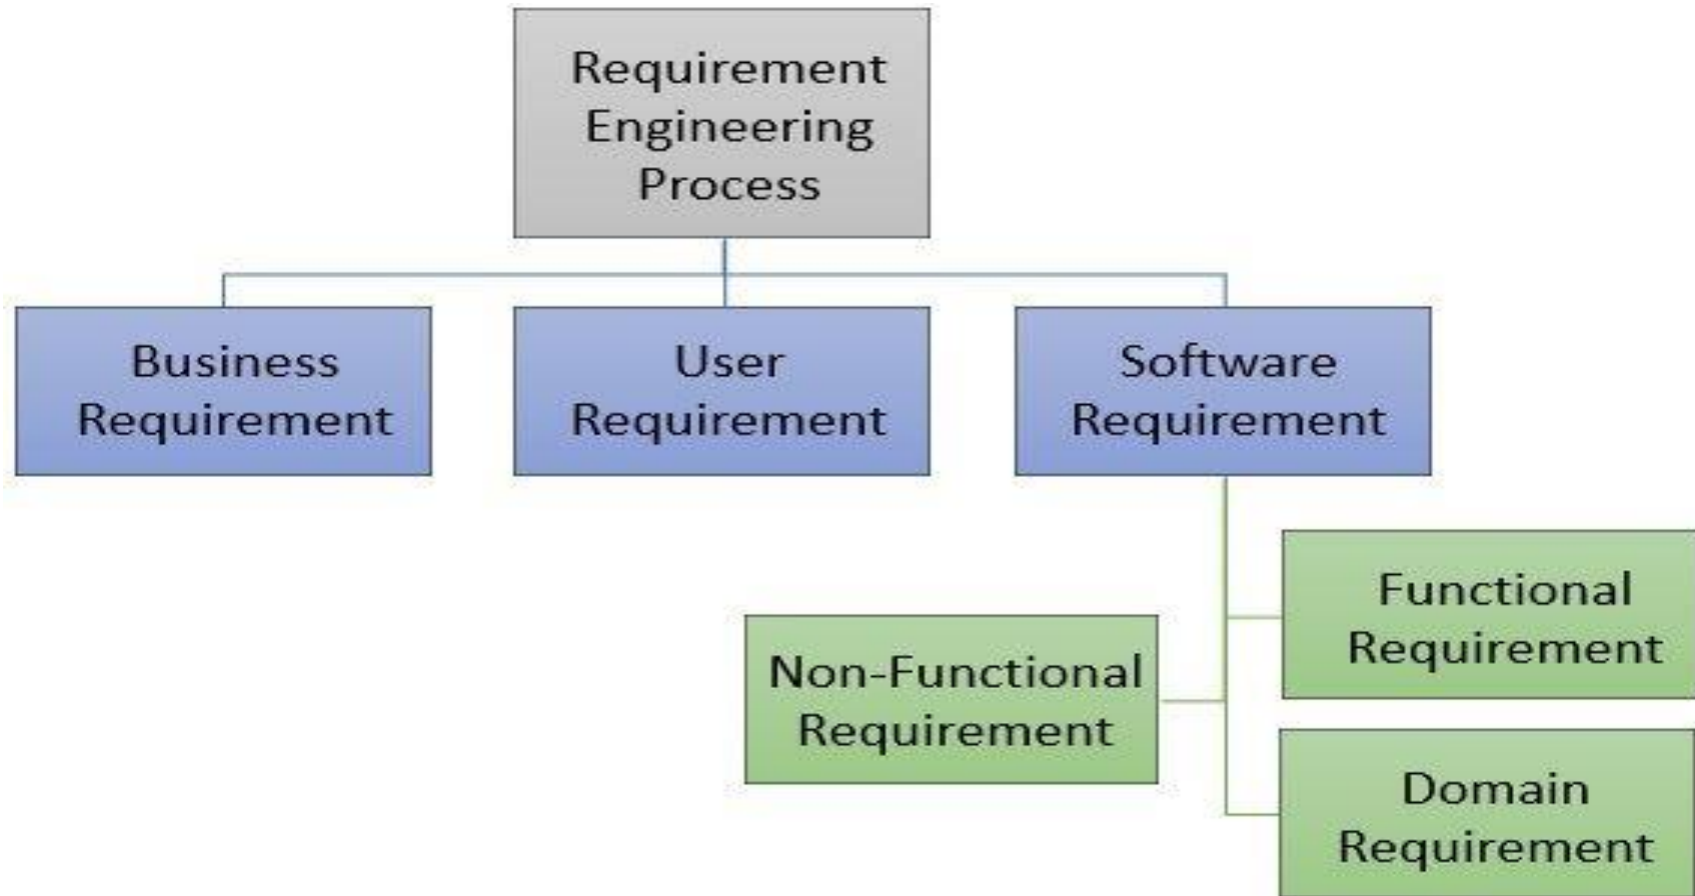 Requirement
Engineering
Process
Business
Requirement
User
Requirement
Software
Requirement
Functional
Requirement
Non-Functional
Requirement
Domain
Requirement